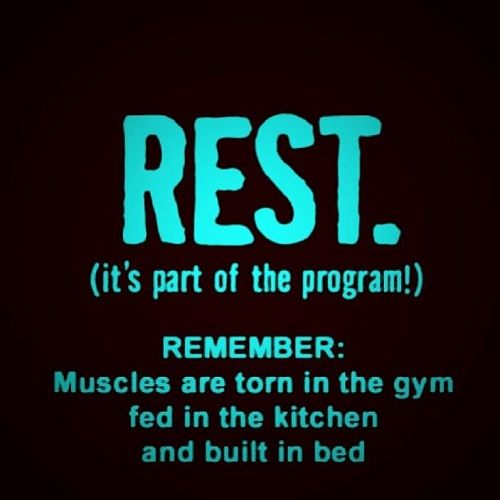 REST.
(it's part of the program!)
REMEMBER:
Muscles are torn in the gym
fed in the kitchen
and built in bed